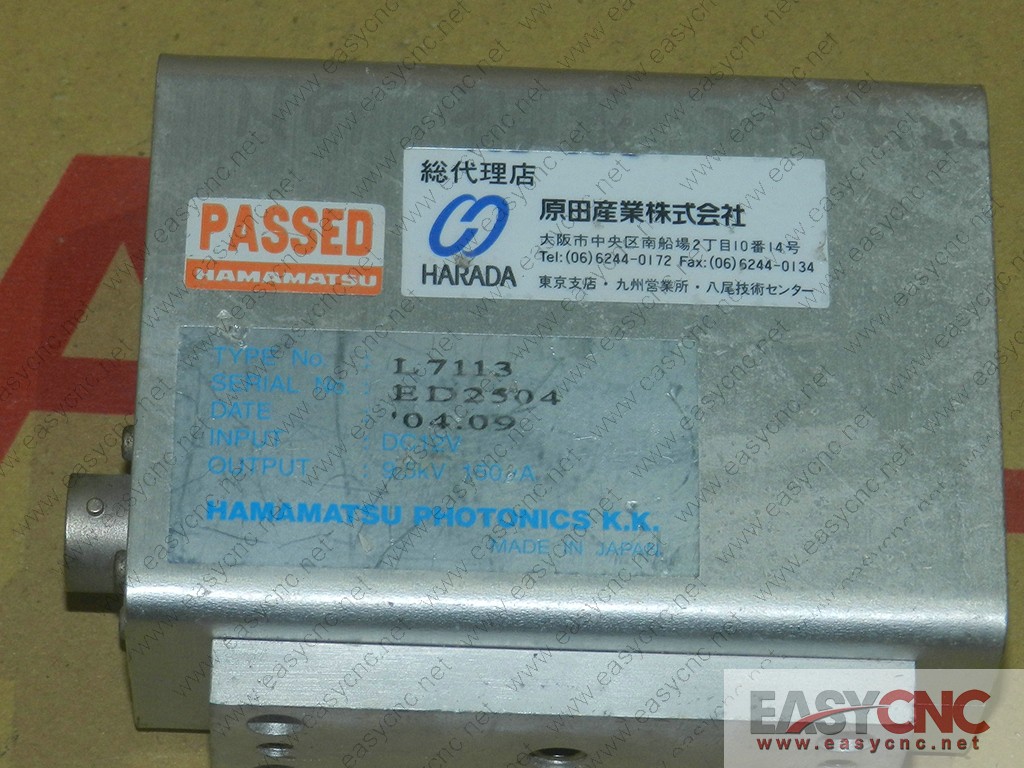 PASSED
HAMAMATSU
総代理店
HARADA
原田産業株式会社
大阪市中央区南船場2丁目10番14号
Tel:(06)6244-0172 Fax:(06)6244-0134
東京支店・九州営業所・八尾技術センター
TYPE No. : L7113
SERIAL No. : ED2504
DATE : '04.09
INPUT : DC12V
OUTPUT : 9.5kV 150μA
HAMAMATSU PHOTONICS K.K.
MADE IN JAPAN
EASYCNC
www.easycnc.net